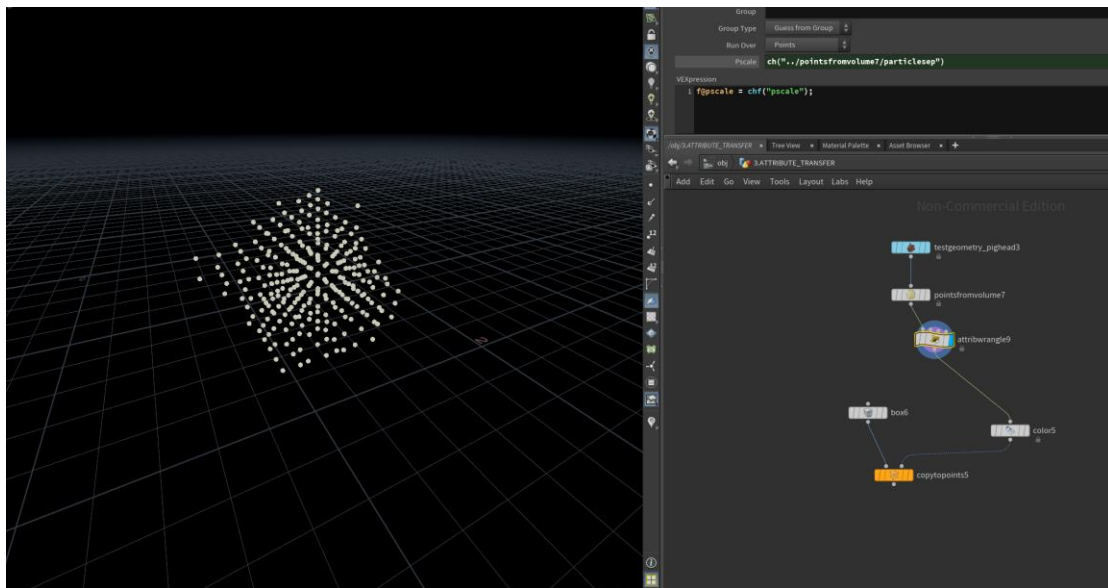 Group
Group Type Guess from Group
Run Over Points
Pscale ch("../pointsfromvolume7/particlesep")
VEXpression
1 f@pscale = chf("pscale");
/obj/3.ATTRIBUTE_TRANSFER × Tree View × Material Palette × Asset Browser × +
obj 3.ATTRIBUTE_TRANSFER
Add Edit Go View Tools Layout Labs Help
Non-Commercial Edition
testgeometry_pighead3
pointsfromvolume7
attribwrangle9
box6
color5
copytopoints5
12